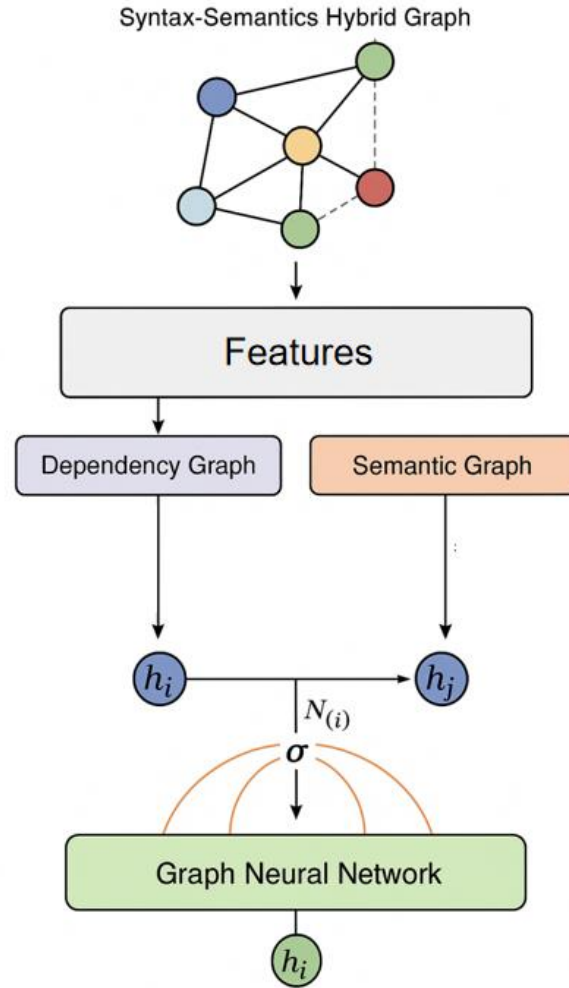 Syntax-Semantics Hybrid Graph
Features
Dependency Graph
Semantic Graph
h_i
h_j
N_(i)
σ
Graph Neural Network
h_i